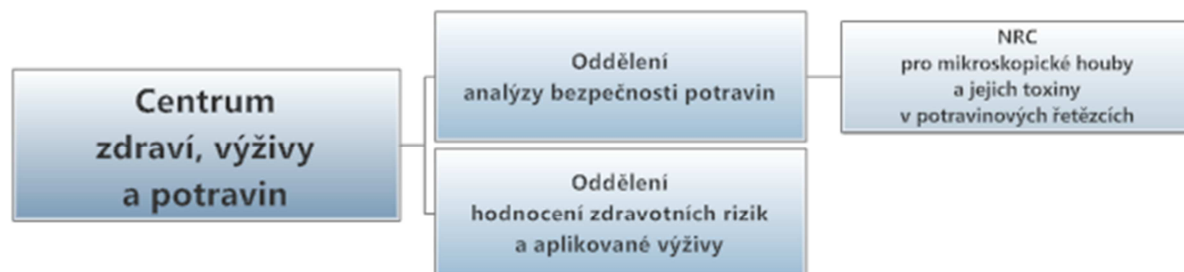 Centrum
zdraví, výživy
a potravin
Oddělení
analýzy bezpečnosti potravin
NRC
pro mikroskopické houby
a jejich toxiny
v potravinových řetězcích
Oddělení
hodnocení zdravotních rizik
a aplikované výživy